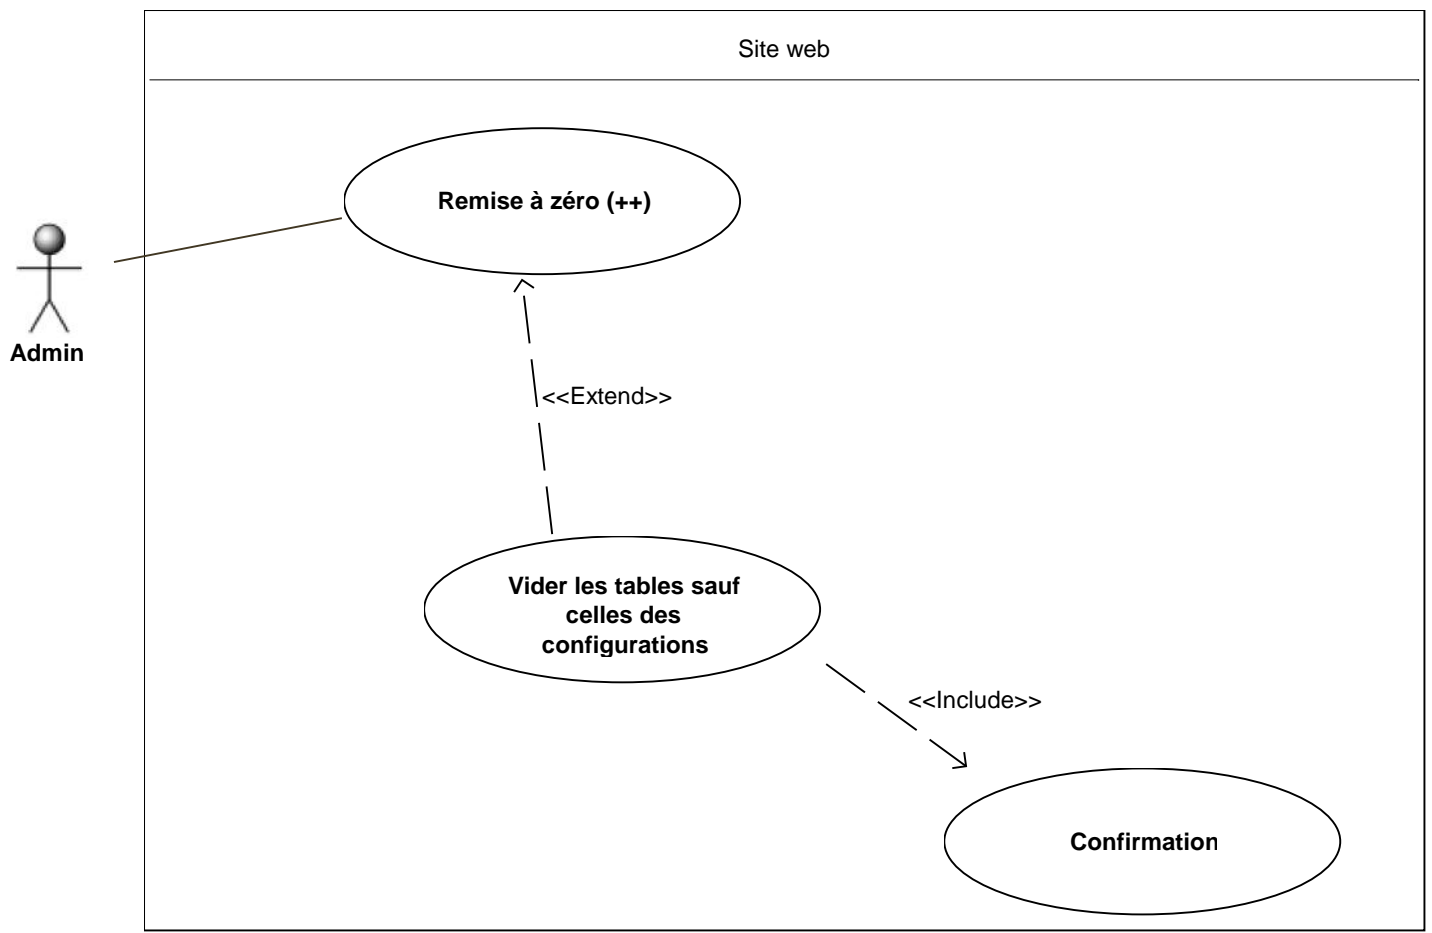 Site web
Remise à zéro (++)
Admin
<<Extend>>
Vider les tables sauf
celles des
configurations
<<Include>>
Confirmation